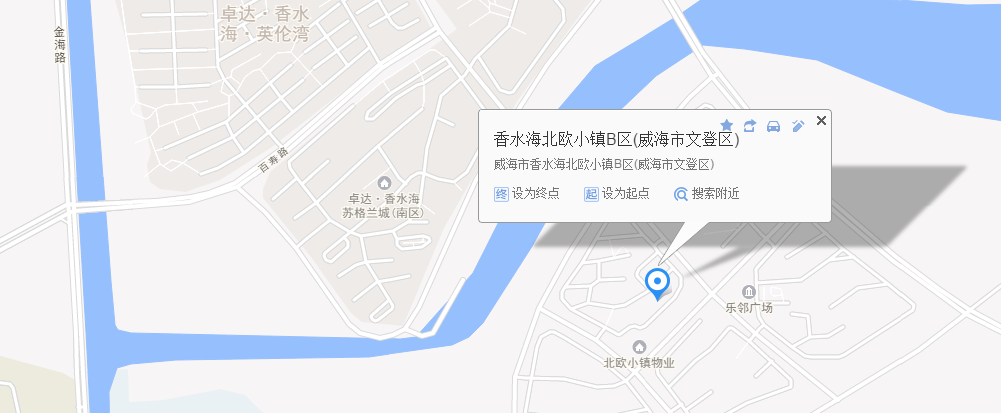 卓达·香水
海·英伦湾
金海路
百寿路
卓达·香水海
苏格兰城(南区)
香水海北欧小镇B区(威海市文登区)
威海市香水海北欧小镇B区(威海市文登区)
终 设为终点 起 设为起点 搜索附近
乐邻广场
北欧小镇物业